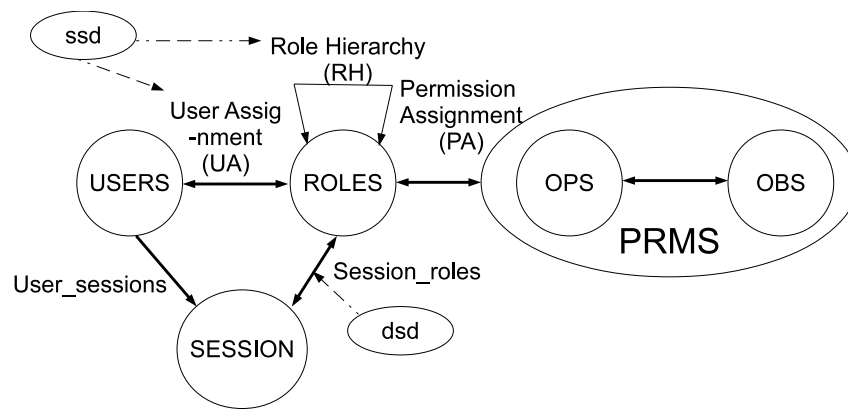 ssd
Role Hierarchy
(RH)
User Assig
-nment
(UA)
Permission
Assignment
(PA)
USERS
ROLES
OPS
OBS
PRMS
User_sessions
Session_roles
SESSION
dsd